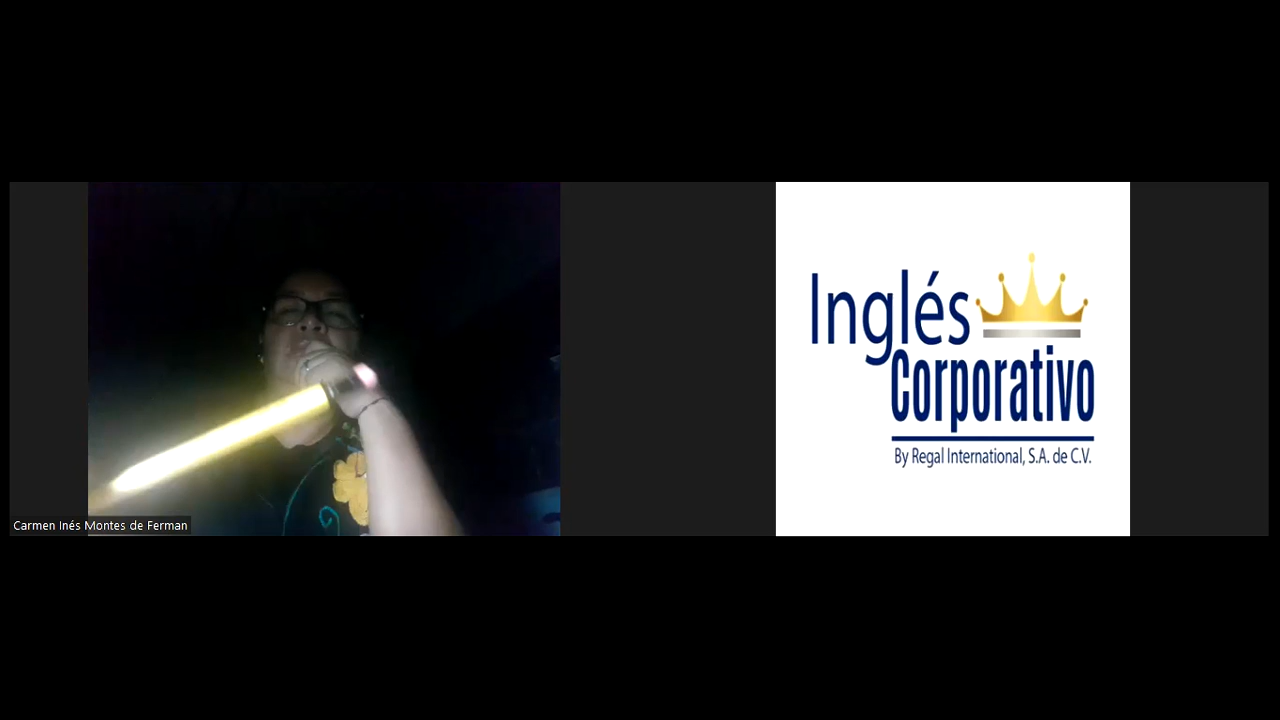 Carmen Inés Montes de Ferman
Inglés
Corporativo
By Regal International, S.A. de C.V.